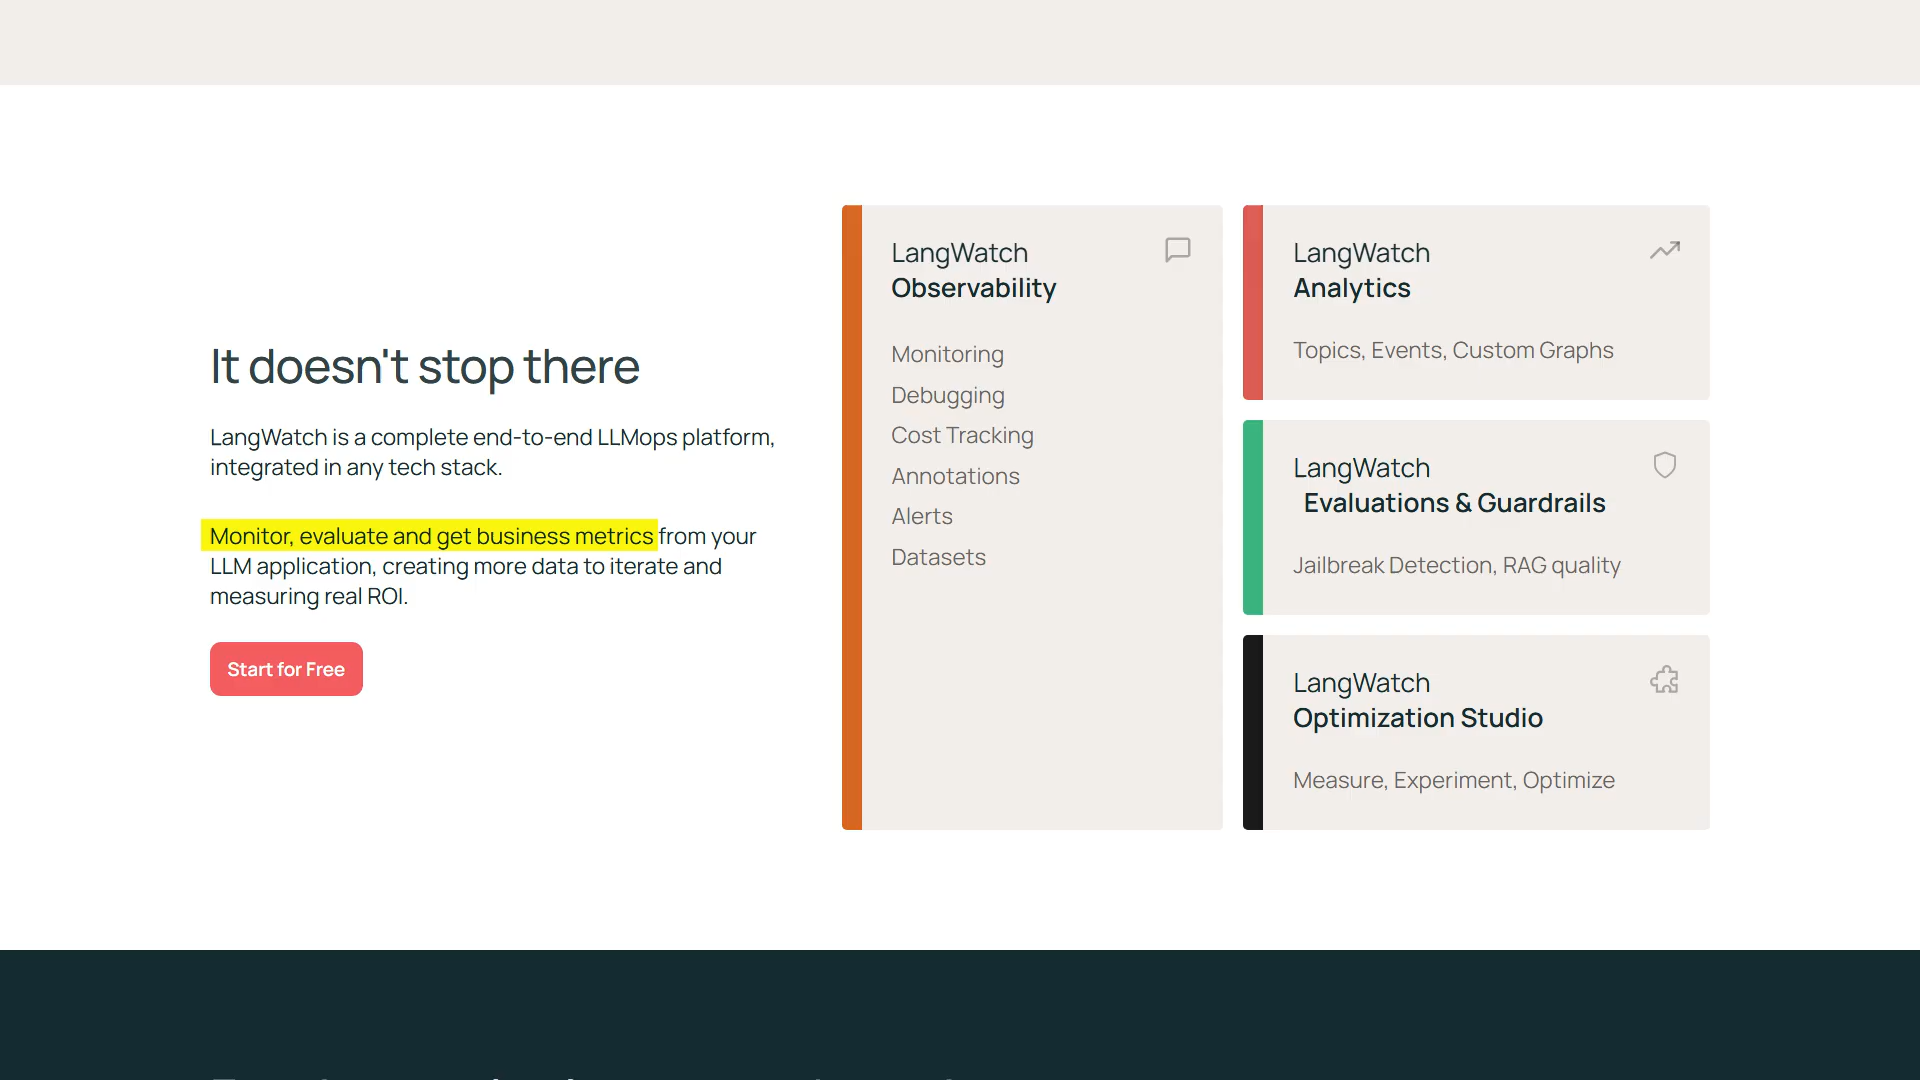 It doesn't stop there
LangWatch is a complete end-to-end LLMops platform,
integrated in any tech stack.
Monitor, evaluate and get business metrics from your
LLM application, creating more data to iterate and
measuring real ROI.
Start for Free
LangWatch
Observability
Monitoring
Debugging
Cost Tracking
Annotations
Alerts
Datasets
LangWatch
Analytics
Topics, Events, Custom Graphs
LangWatch
Evaluations & Guardrails
Jailbreak Detection, RAG quality
LangWatch
Optimization Studio
Measure, Experiment, Optimize